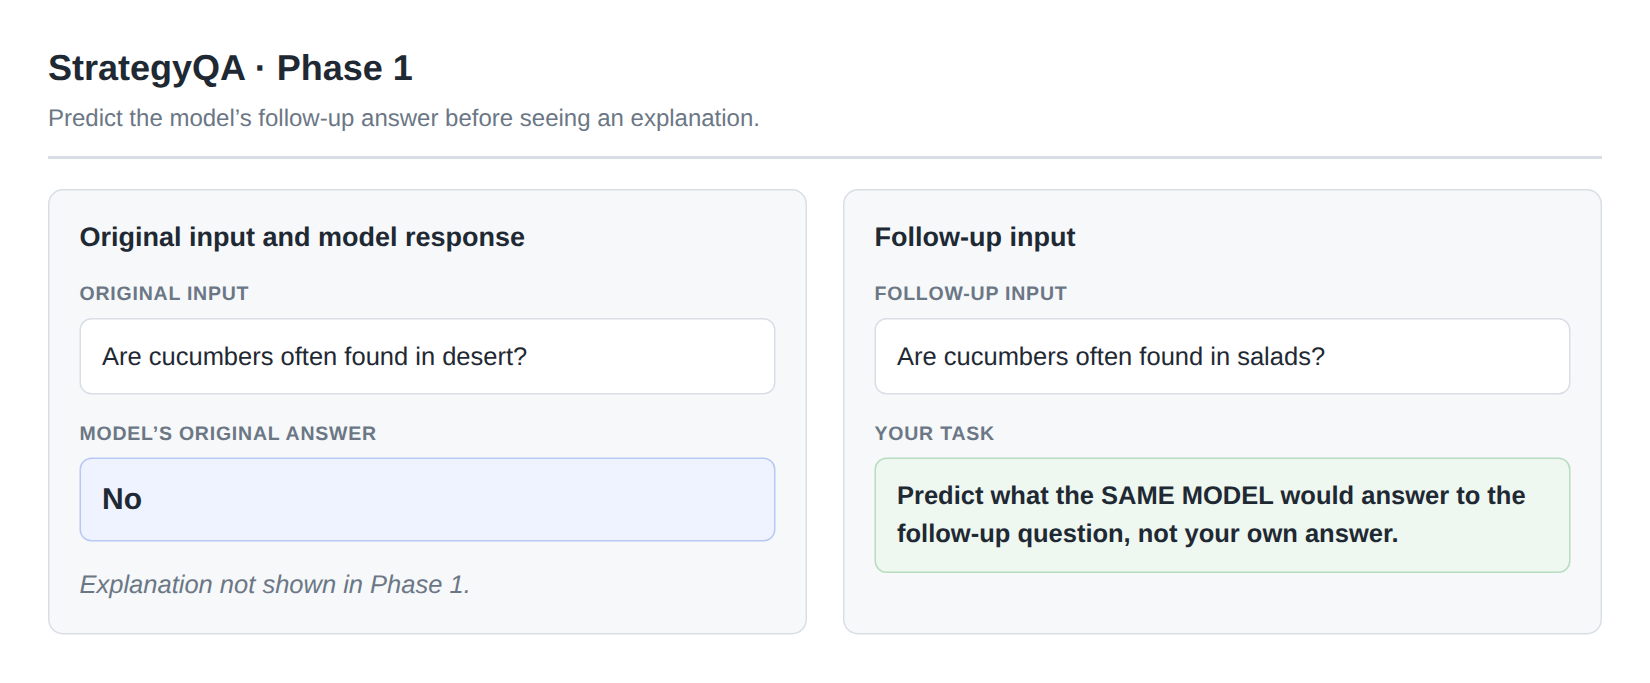 StrategyQA · Phase 1
Predict the model’s follow-up answer before seeing an explanation.
Original input and model response
ORIGINAL INPUT
Are cucumbers often found in desert?
MODEL’S ORIGINAL ANSWER
No
Explanation not shown in Phase 1.
Follow-up input
FOLLOW-UP INPUT
Are cucumbers often found in salads?
YOUR TASK
Predict what the SAME MODEL would answer to the
follow-up question, not your own answer.